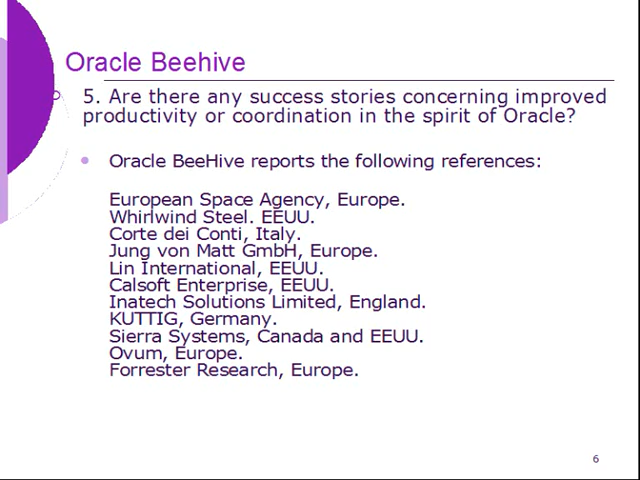 Oracle Beehive
5. Are there any success stories concerning improved
productivity or coordination in the spirit of Oracle?
Oracle BeeHive reports the following references:
European Space Agency, Europe.
Whirlwind Steel. EEUU.
Corte dei Conti, Italy.
Jung von Matt GmbH, Europe.
Lin International, EEUU.
Calsoft Enterprise, EEUU.
Inatech Solutions Limited, England.
KUTTIG, Germany.
Sierra Systems, Canada and EEUU.
Ovum, Europe.
Forrester Research, Europe.
6